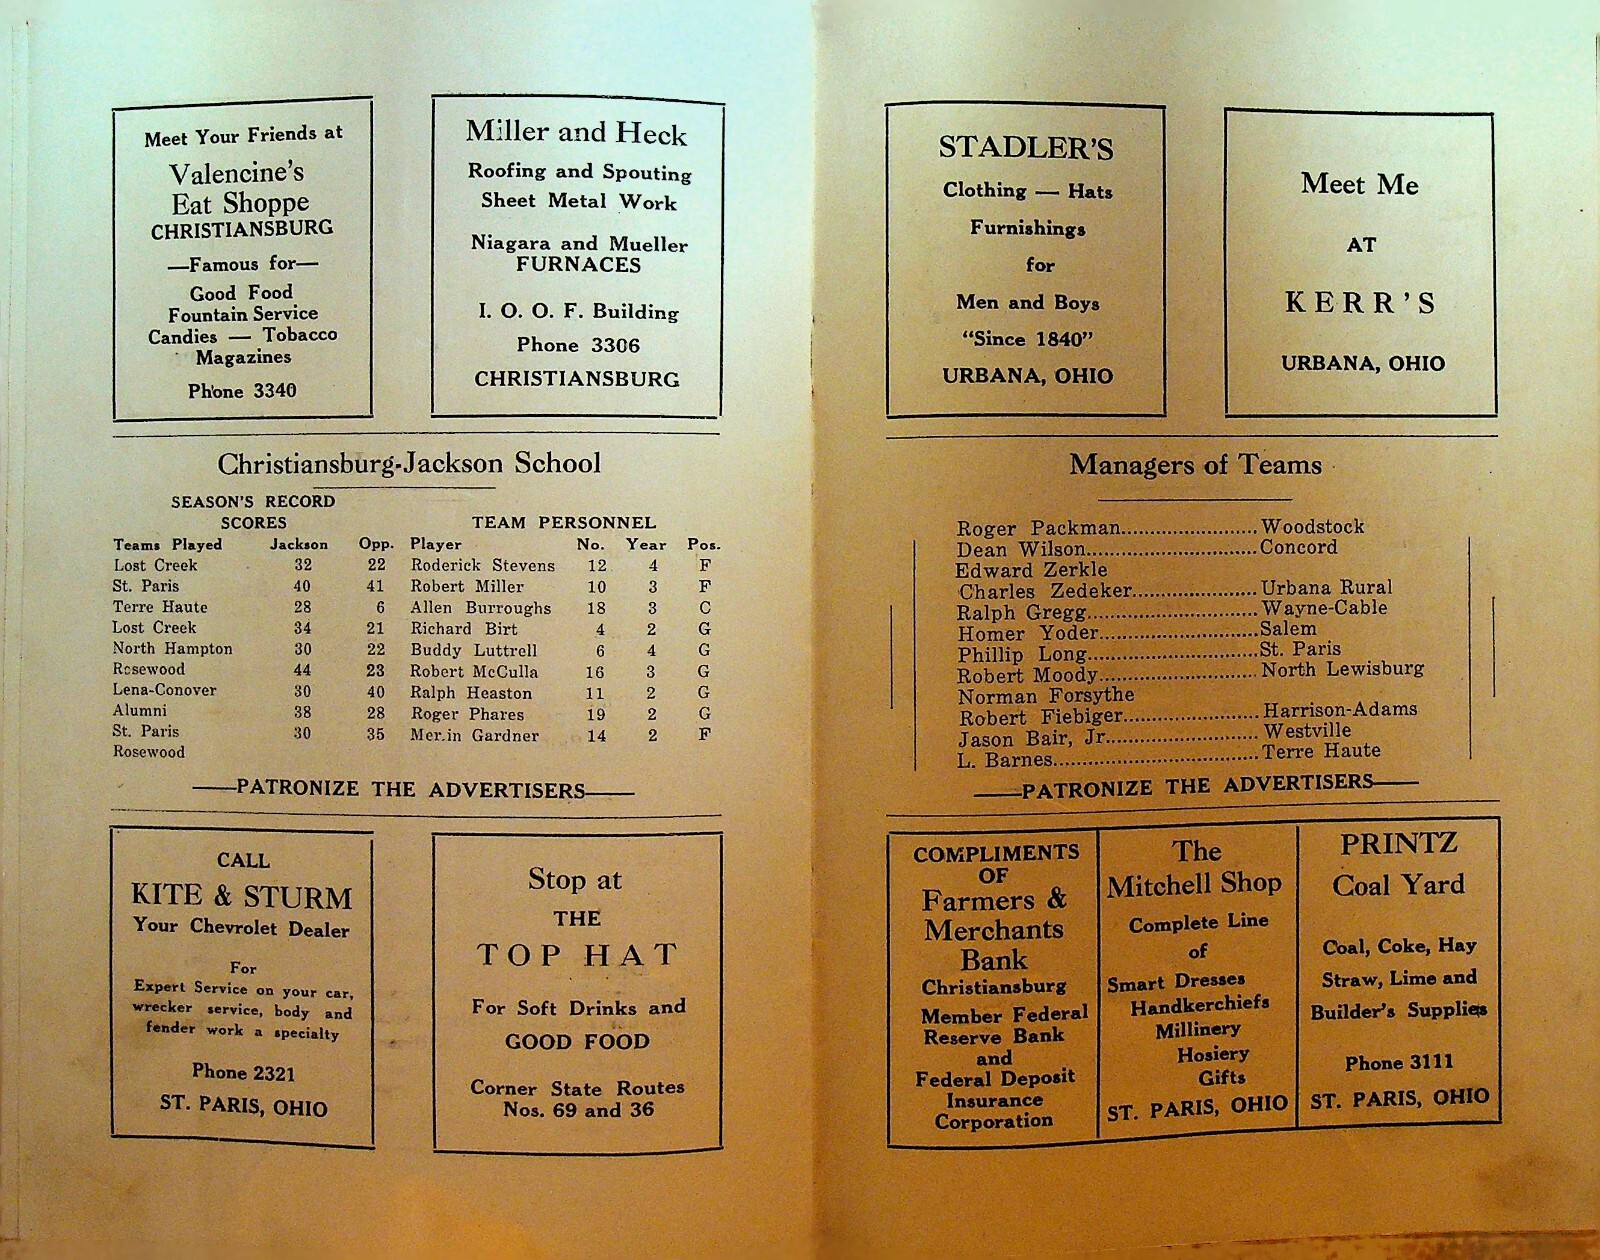 Meet Your Friends at
Valencine's
Eat Shoppe
CHRISTIANSBURG
—Famous for—
Good Food
Fountain Service
Candies — Tobacco
Magazines
Phone 3340
Miller and Heck
Roofing and Spouting
Sheet Metal Work
Niagara and Mueller
FURNACES
I. O. O. F. Building
Phone 3306
CHRISTIANSBURG
Christiansburg-Jackson School
SEASON'S RECORD
SCORES
Teams Played Jackson Opp.
Lost Creek 32 22
St. Paris 40 41
Terre Haute 28 6
Lost Creek 34 21
North Hampton 30 22
Rosewood 44 23
Lena-Conover 30 40
Alumni 38 28
St. Paris 30 35
Rosewood
TEAM PERSONNEL
Player No. Year Pos.
Roderick Stevens 12 4 F
Robert Miller 10 3 F
Allen Burroughs 18 3 C
Richard Birt 4 2 G
Buddy Luttrell 6 4 G
Robert McCulla 16 3 G
Ralph Heaston 11 2 G
Roger Phares 19 2 G
Mer.in Gardner 14 2 F
—PATRONIZE THE ADVERTISERS—
CALL
KITE & STURM
Your Chevrolet Dealer
For
Expert Service on your car,
wrecker service, body and
fender work a specialty
Phone 2321
ST. PARIS, OHIO
Stop at
THE
TOP HAT
For Soft Drinks and
GOOD FOOD
Corner State Routes
Nos. 69 and 36
STADLER'S
Clothing — Hats
Furnishings
for
Men and Boys
"Since 1840"
URBANA, OHIO
Meet Me
AT
KERR'S
URBANA, OHIO
Managers of Teams
Roger Packman.........................Woodstock
Dean Wilson...............................Concord
Edward Zerkle
Charles Zedeker.......................Urbana Rural
Ralph Gregg...............................Wayne-Cable
Homer Yoder.............................Salem
Phillip Long...............................St. Paris
Robert Moody.............................North Lewisburg
Norman Forsythe
Robert Fiebiger.........................Harrison-Adams
Jason Bair, Jr............................Westville
L. Barnes.....................................Terre Haute
—PATRONIZE THE ADVERTISERS—
COMPLIMENTS
OF
Farmers &
Merchants
Bank
Christiansburg
Member Federal
Reserve Bank
and
Federal Deposit
Insurance
Corporation
The
Mitchell Shop
Complete Line
of
Smart Dresses
Handkerchiefs
Millinery
Hosiery
Gifts
ST. PARIS, OHIO
PRINTZ
Coal Yard
Coal, Coke, Hay
Straw, Lime and
Builder's Supplies
Phone 3111
ST. PARIS, OHIO